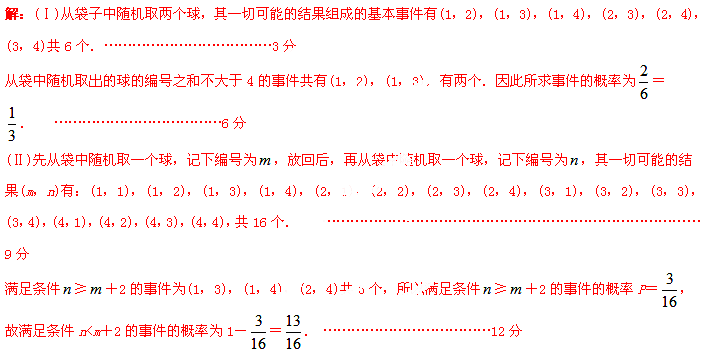 解：(Ⅰ)从袋子中随机取两个球，其一切可能的结果组成的基本事件有(1，2)，(1，3)，(1，4)，(2，3)，(2，4)，
(3，4)共 6 个．………………………………3 分
从袋中随机取出的球的编号之和不大于 4 的事件共有(1，2)，(1，3)，有两个．因此所求事件的概率为2/6＝
1/3．　………………………………6 分
(Ⅱ)先从袋中随机取一个球，记下编号为m，放回后，再从袋中随机取一个球，记下编号为n，其一切可能的结
果(m，n)有：(1，1)，(1，2)，(1，3)，(1，4)，(2，(2，2)，(2，3)，(2，4)，(3，1)，(3，2)，(3，3)，
(3，4)，(4，1)，(4，2)，(4，3)，(4，4)，共 16 个．　……………………………………………………………………
9 分
满足条件n≥m＋2 的事件为(1，3)，(1，4)　(2，4)共 3 个，所以满足条件n≥m＋2 的事件的概率 P＝3/16，
故满足条件 n<m＋2 的事件的概率为 1－3/16＝13/16．　………………………………12 分